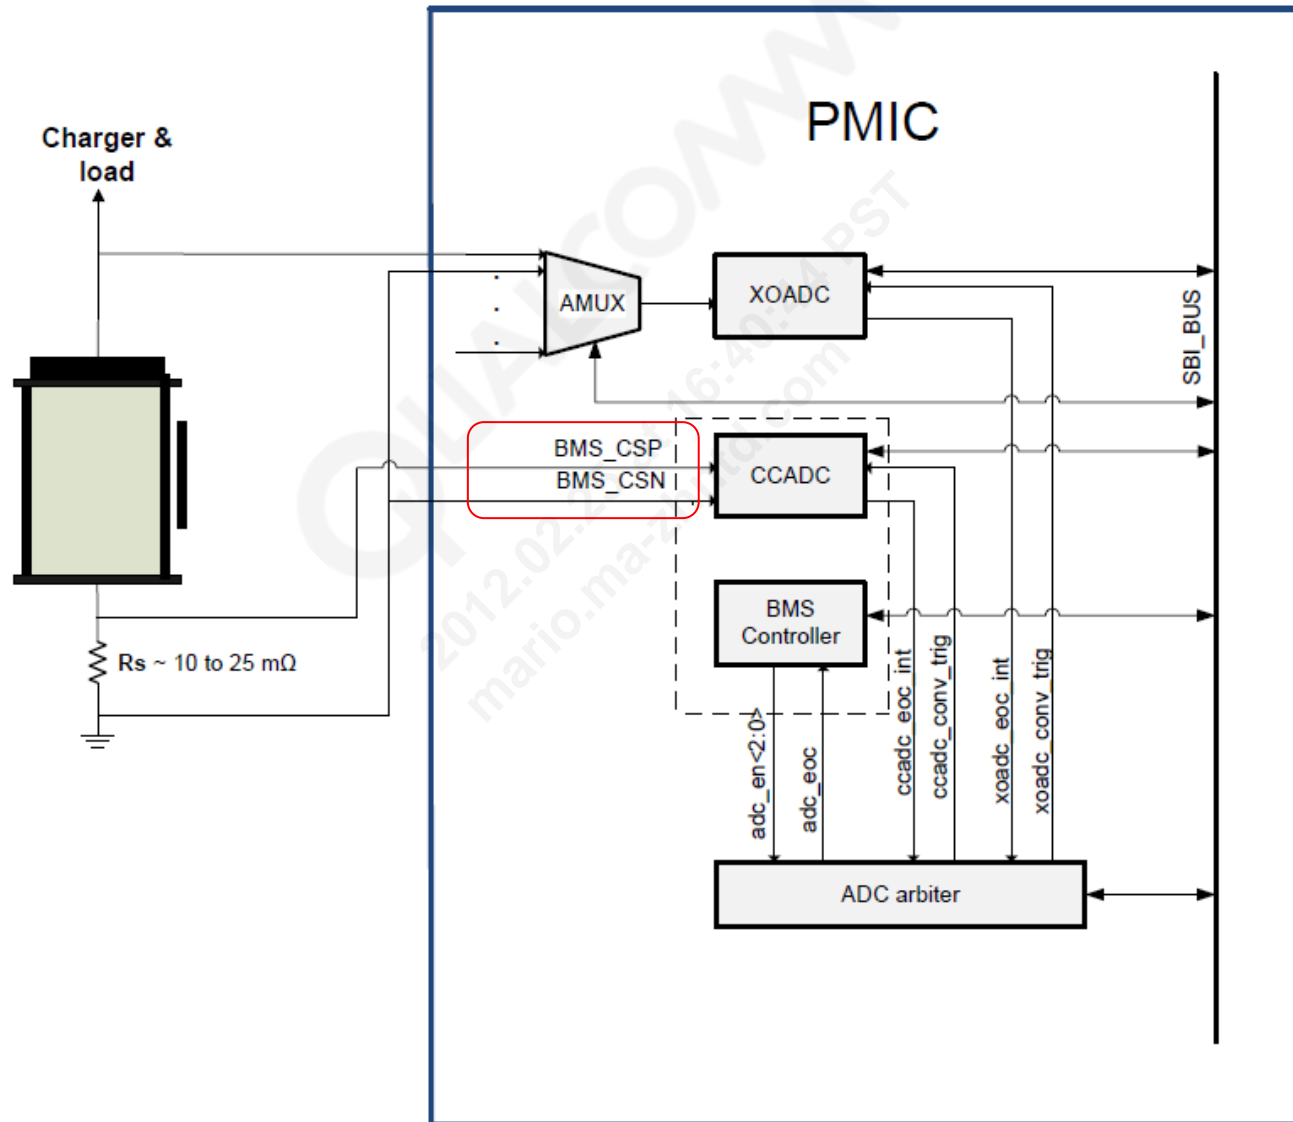 PMIC
Charger &
load
AMUX
XOADC
SBI_BUS
BMS_CSP
BMS_CSN
CCADC
BMS
Controller
Rs ~ 10 to 25 mΩ
adc_en<2:0>
adc_eoc
ccadc_eoc_int
ccadc_conv_trig
xoadc_eoc_int
xoadc_conv_trig
ADC arbiter
QUALCOMM